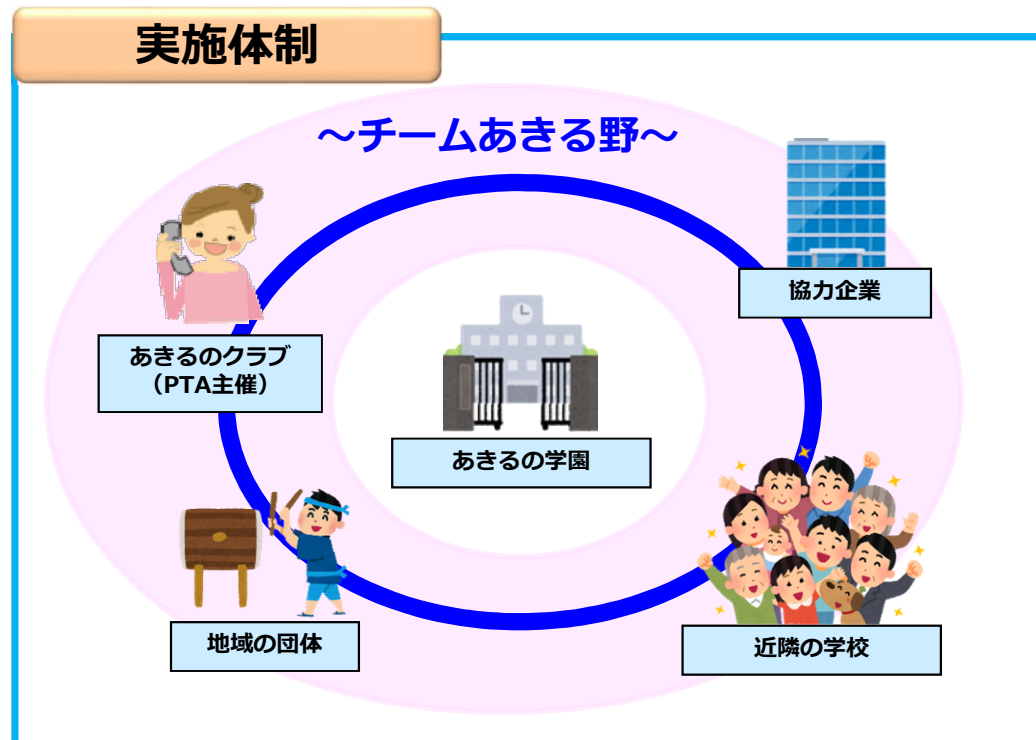 実施体制
～チームあきる野～
協力企業
あきるのクラブ
（PTA主催）
あきるの学園
地域の団体
近隣の学校